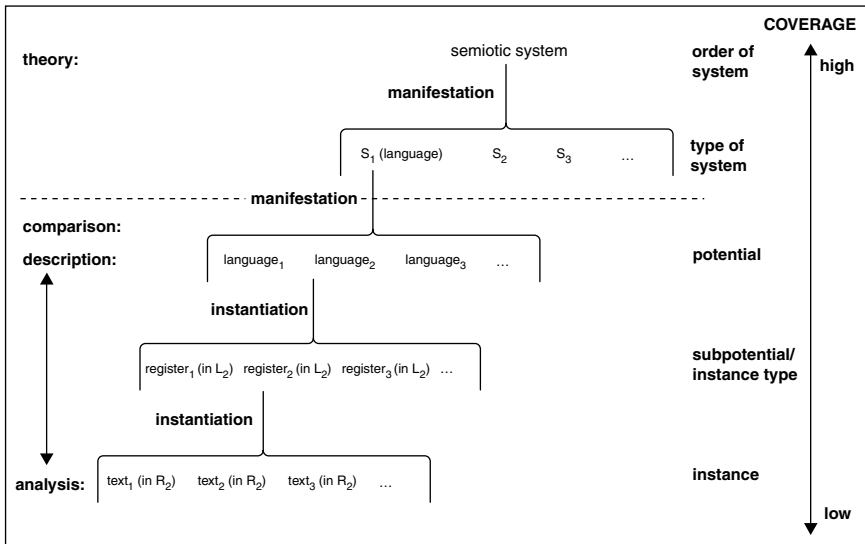 COVERAGE
theory: semiotic system order of system high
manifestation
S₁ (language) S₂ S₃ … type of system
manifestation
comparison:
description: language₁ language₂ language₃ … potential
instantiation
register₁ (in L₂) register₂ (in L₂) register₃ (in L₂) … subpotential/ instance type
instantiation
analysis: text₁ (in R₂) text₂ (in R₂) text₃ (in R₂) … instance
low